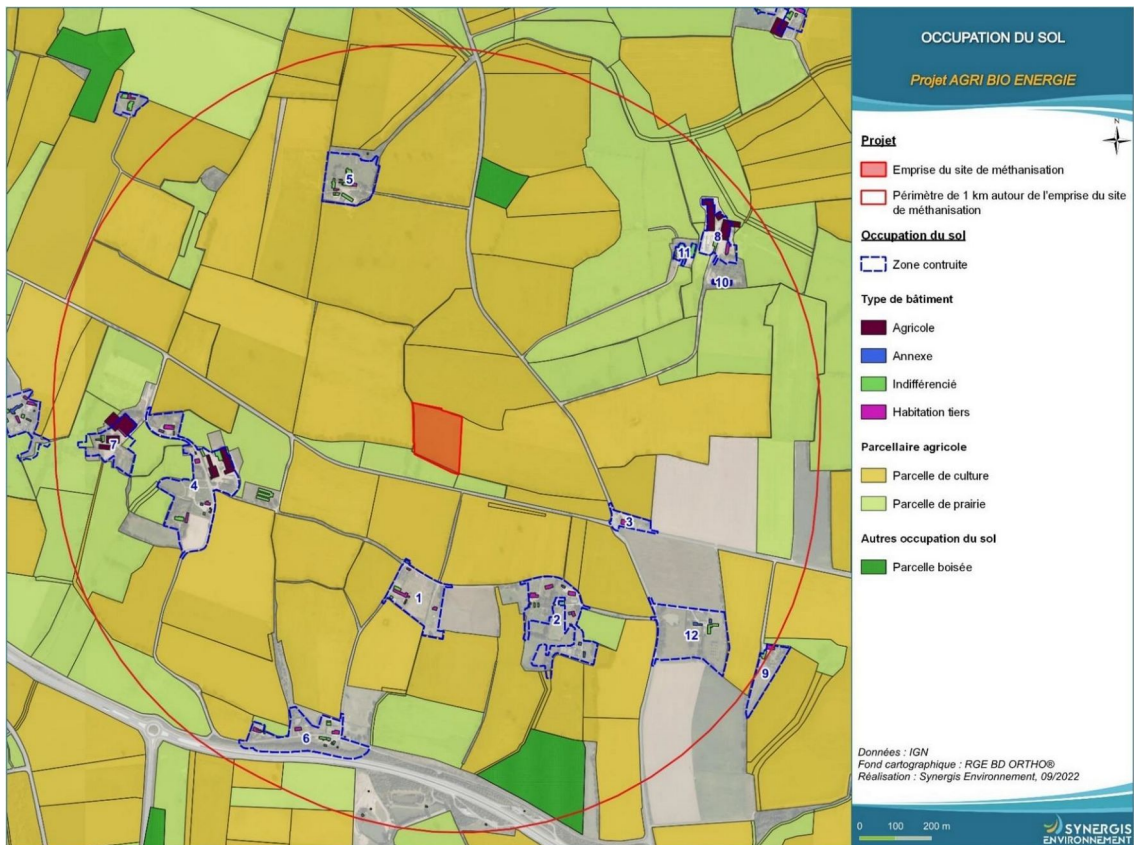 OCCUPATION DU SOL
Projet AGRI BIO ENERGIE
N
Projet
Emprise du site de méthanisation
Périmètre de 1 km autour de l'emprise du site
de méthanisation
Occupation du sol
Zone contruite
Type de bâtiment
Agricole
Annexe
Indifférencié
Habitation tiers
Parcellaire agricole
Parcelle de culture
Parcelle de prairie
Autres occupation du sol
Parcelle boisée
5
8
11
10
7
4
3
1
2
12
9
6
Données : IGN
Fond cartographique : RGE BD ORTHO®
Réalisation : Synergis Environnement, 09/2022
0 100 200 m
SYNERGIS
ENVIRONNEMENT